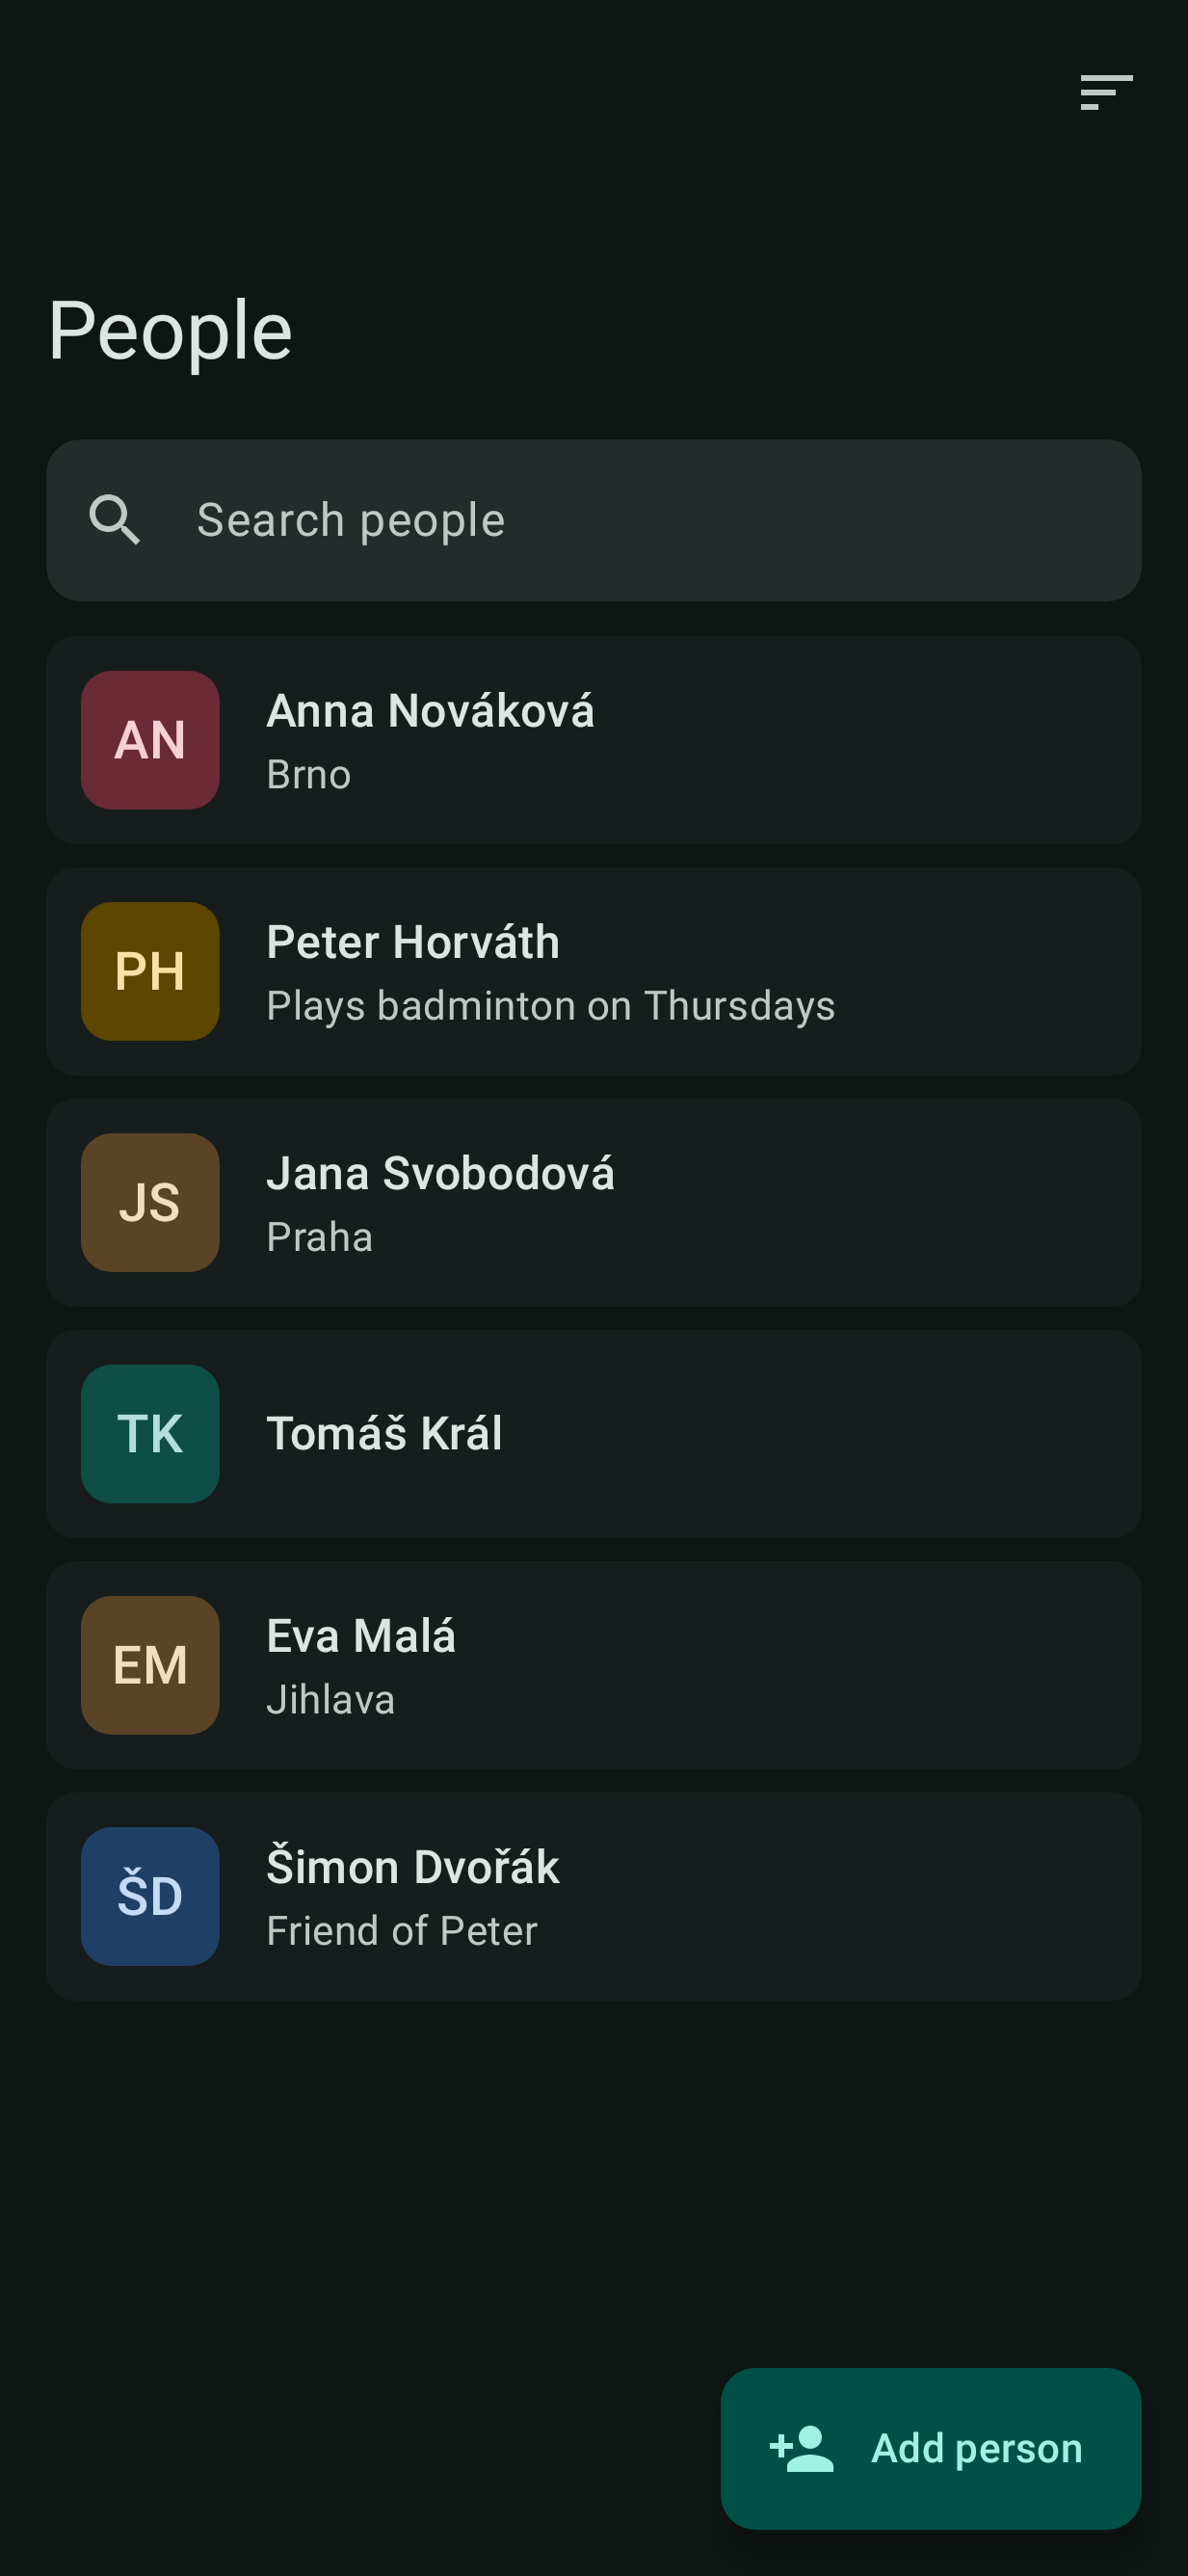 People
Search people
AN
Anna Nováková
Brno
PH
Peter Horváth
Plays badminton on Thursdays
JS
Jana Svobodová
Praha
TK
Tomáš Král
EM
Eva Malá
Jihlava
ŠD
Šimon Dvořák
Friend of Peter
Add person